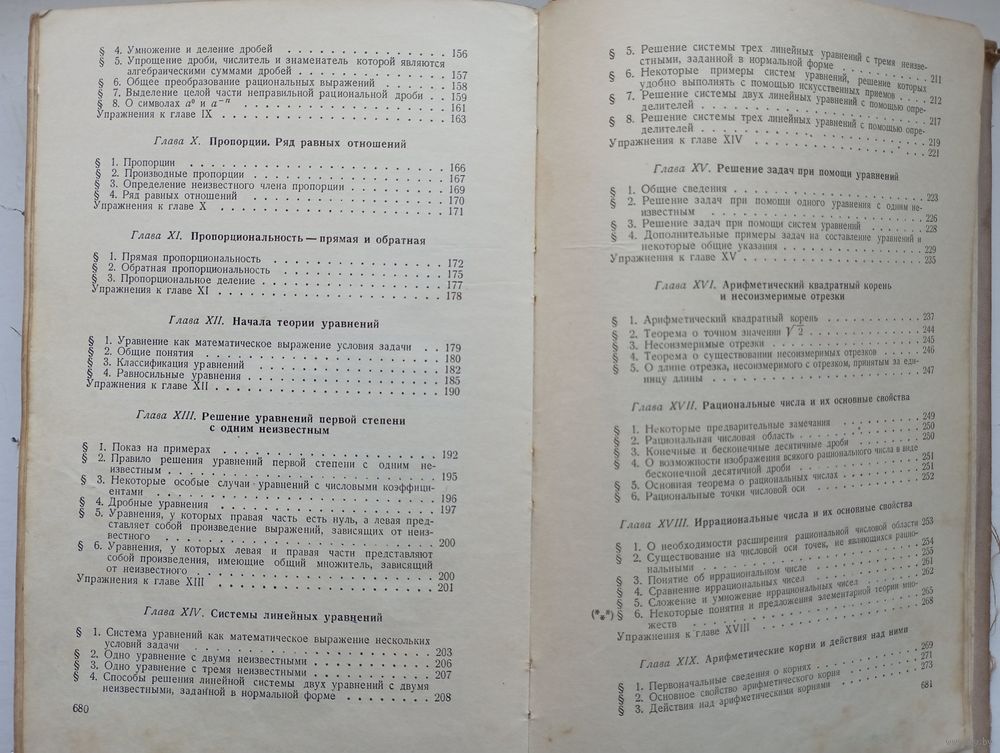 § 4. Умножение и деление дробей . . . . . . . . . . . . . 156
§ 5. Упрощение дроби, числитель и знаменатель которой являются
алгебраическими суммами дробей . . . . . . . . . . . . 157
§ 6. Общее преобразование рациональных выражений . . . . . . 158
§ 7. Выделение целой части неправильной рациональной дроби . . 159
§ 8. О символах a⁰ и a⁻ⁿ . . . . . . . . . . . . . . . . . 161
Упражнения к главе IX . . . . . . . . . . . . . . . . . . 163
Глава X. Пропорции. Ряд равных отношений
§ 1. Пропорции . . . . . . . . . . . . . . . . . . . . . 166
§ 2. Производные пропорции . . . . . . . . . . . . . . . . 167
§ 3. Определение неизвестного члена пропорции . . . . . . . . 169
§ 4. Ряд равных отношений . . . . . . . . . . . . . . . . 170
Упражнения к главе X . . . . . . . . . . . . . . . . . . 171
Глава XI. Пропорциональность — прямая и обратная
§ 1. Прямая пропорциональность . . . . . . . . . . . . . . 172
§ 2. Обратная пропорциональность . . . . . . . . . . . . . 175
§ 3. Пропорциональное деление . . . . . . . . . . . . . . . 177
Упражнения к главе XI . . . . . . . . . . . . . . . . . . 178
Глава XII. Начала теории уравнений
§ 1. Уравнение как математическое выражение условия задачи . . . 179
§ 2. Общие понятия . . . . . . . . . . . . . . . . . . . 180
§ 3. Классификация уравнений . . . . . . . . . . . . . . . 182
§ 4. Равносильные уравнения . . . . . . . . . . . . . . . . 185
Упражнения к главе XII . . . . . . . . . . . . . . . . . 190
Глава XIII. Решение уравнений первой степени
с одним неизвестным
§ 1. Показ на примерах . . . . . . . . . . . . . . . . . 192
§ 2. Правило решения уравнений первой степени с одним не-
известным . . . . . . . . . . . . . . . . . . . . . 195
§ 3. Некоторые особые случаи уравнений с числовыми коэффици-
ентами . . . . . . . . . . . . . . . . . . . . . . 196
§ 4. Дробные уравнения . . . . . . . . . . . . . . . . . 197
§ 5. Уравнения, у которых правая часть есть нуль, а левая пред-
ставляет собой произведение выражений, зависящих от неиз-
вестного . . . . . . . . . . . . . . . . . . . . . 200
§ 6. Уравнения, у которых левая и правая части представляют
собой произведения, имеющие общий множитель, зависящий
от неизвестного . . . . . . . . . . . . . . . . . . . 200
Упражнения к главе XIII . . . . . . . . . . . . . . . . . 201
Глава XIV. Системы линейных уравнений
§ 1. Система уравнений как математическое выражение нескольких
условий задачи . . . . . . . . . . . . . . . . . . . 203
§ 2. Одно уравнение с двумя неизвестными . . . . . . . . . . 206
§ 3. Одно уравнение с тремя неизвестными . . . . . . . . . . 207
§ 4. Способы решения линейной системы двух уравнений с двумя
неизвестными, заданной в нормальной форме . . . . . . . 208
680
§ 5. Решение системы трех линейных уравнений с тремя неизве-
стными, заданной в нормальной форме . . . . . . . . . 211
§ 6. Некоторые примеры систем уравнений, решение которых
удобно выполнять с помощью искусственных приемов . . . . 212
§ 7. Решение системы двух линейных уравнений с помощью опре-
делителей . . . . . . . . . . . . . . . . . . . . . 217
§ 8. Решение системы трех линейных уравнений с помощью опре-
делителей . . . . . . . . . . . . . . . . . . . . . 219
Упражнения к главе XIV . . . . . . . . . . . . . . . . . 221
Глава XV. Решение задач при помощи уравнений
§ 1. Общие сведения . . . . . . . . . . . . . . . . . . . 223
§ 2. Решение задач при помощи одного уравнения с одним не-
известным . . . . . . . . . . . . . . . . . . . . . 226
§ 3. Решение задач при помощи систем уравнений . . . . . . . 228
§ 4. Дополнительные примеры задач на составление уравнений и
некоторые общие указания . . . . . . . . . . . . . . . 229
Упражнения к главе XV . . . . . . . . . . . . . . . . . . 235
Глава XVI. Арифметический квадратный корень
и несоизмеримые отрезки
§ 1. Арифметический квадратный корень . . . . . . . . . . . 237
§ 2. Теорема о точном значении √2 . . . . . . . . . . . . . 244
§ 3. Несоизмеримые отрезки . . . . . . . . . . . . . . . . 245
§ 4. Теорема о существовании несоизмеримых отрезков . . . . . 246
§ 5. О длине отрезка, несоизмеримого с отрезком, принятым за еди-
ницу длины . . . . . . . . . . . . . . . . . . . . . 247
Глава XVII. Рациональные числа и их основные свойства
§ 1. Некоторые предварительные замечания . . . . . . . . . . 249
§ 2. Рациональная числовая область . . . . . . . . . . . . . 250
§ 3. Конечные и бесконечные десятичные дроби . . . . . . . . 250
§ 4. О возможности изображения всякого рационального числа в виде
бесконечной десятичной дроби . . . . . . . . . . . . . 251
§ 5. Основная теорема о рациональных числах . . . . . . . . . 251
§ 6. Рациональные точки числовой оси . . . . . . . . . . . . 252
Глава XVIII. Иррациональные числа и их основные свойства
§ 1. О необходимости расширения рациональной числовой области 253
§ 2. Существование на числовой оси точек, не являющихся рацио-
нальными . . . . . . . . . . . . . . . . . . . . . 254
§ 3. Понятие об иррациональном числе . . . . . . . . . . . . 255
§ 4. Сравнение иррациональных чисел . . . . . . . . . . . . 261
§ 5. Сложение и умножение иррациональных чисел . . . . . . . 262
(*⁎*) § 6. Некоторые понятия и предложения элементарной теории мно-
жеств . . . . . . . . . . . . . . . . . . . . . . . 265
Упражнения к главе XVIII . . . . . . . . . . . . . . . . . 268
Глава XIX. Арифметические корни и действия над ними
§ 1. Первоначальные сведения о корнях . . . . . . . . . . . 269
§ 2. Основное свойство арифметического корня . . . . . . . . 271
§ 3. Действия над арифметическими корнями . . . . . . . . . 273
681